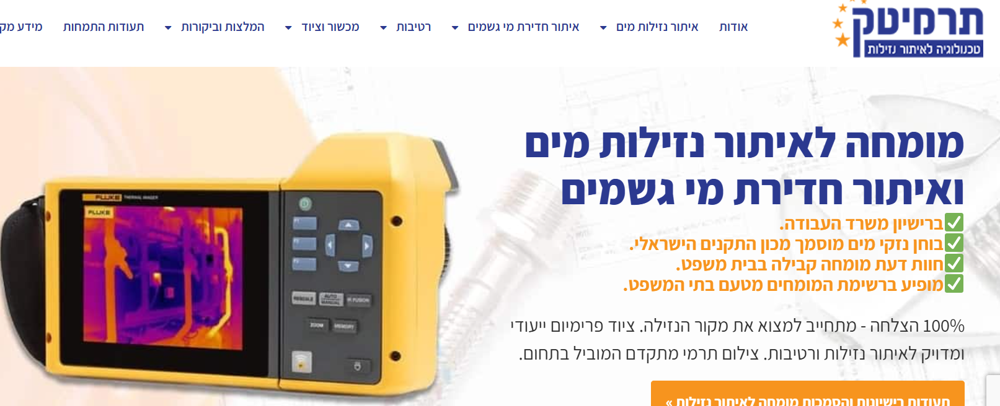 תרמיטק
טכנולוגיה לאיתור נזילות
אודות
איתור נזילות מים
איתור חדירת מי גשמים
רטיבות
מכשור וציוד
המלצות וביקורות
תעודות התמחות
מידע מק
מומחה לאיתור נזילות מים
ואיתור חדירת מי גשמים
✅ברישיון משרד העבודה.
✅בוחן נזקי מים מוסמך מכון התקנים הישראלי.
✅חוות דעת מומחה קבילה בבית משפט.
✅מופיע ברשימת המומחים מטעם בתי המשפט.
100% הצלחה - מתחייב למצוא את מקור הנזילה. ציוד פרימיום ייעודי
ומדויק לאיתור נזילות ורטיבות. צילום תרמי מתקדם המוביל בתחום.
תעודות רישיונות והסמכות מומחה לאיתור נזילות »
FLUKE THERMAL IMAGER
FLUKE
F1
F2
F3
RESCALE
AUTO
MANUAL
IR FUSION
ZOOM
MEMORY